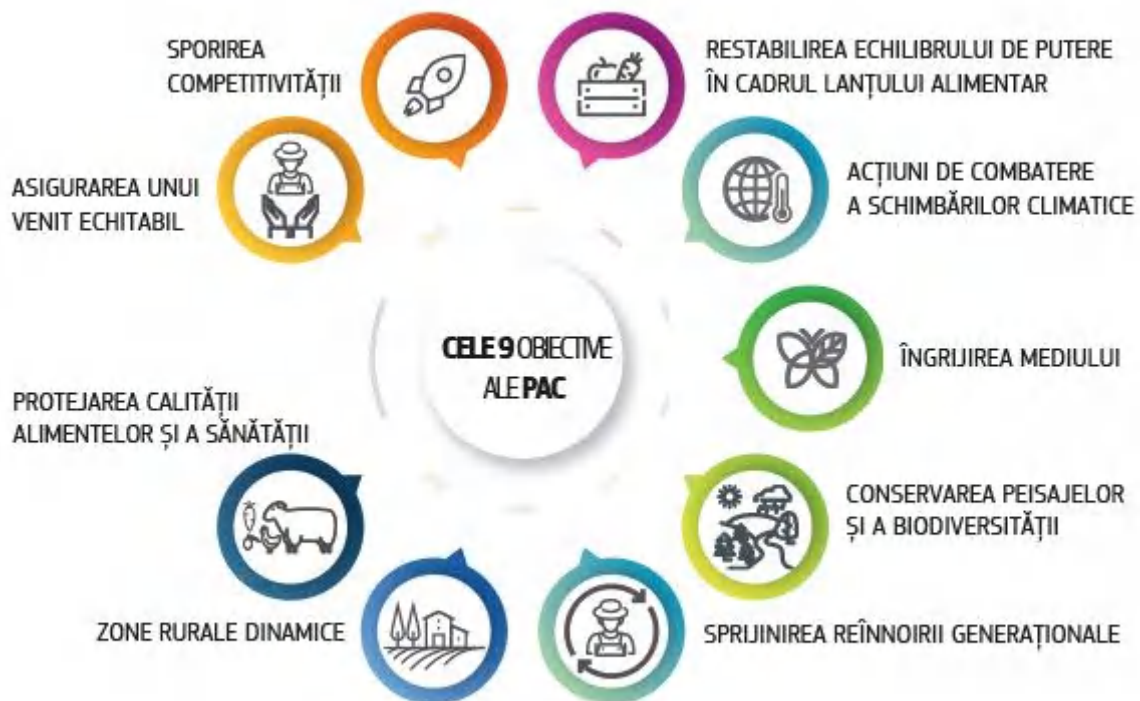 SPORIREA
COMPETITIVITĂȚII
RESTABILIREA ECHILIBRULUI DE PUTERE
ÎN CADRUL LANȚULUI ALIMENTAR
ASIGURAREA UNUI
VENIT ECHITABIL
ACȚIUNI DE COMBATERE
A SCHIMBĂRILOR CLIMATICE
CELE 9 OBIECTIVE
ALE PAC
ÎNGRIJIREA MEDIULUI
PROTEJAREA CALITĂȚII
ALIMENTELOR ȘI A SĂNĂTĂȚII
CONSERVAREA PEISAJELOR
ȘI A BIODIVERSITĂȚII
ZONE RURALE DINAMICE
SPRIJINIREA REÎNNOIRII GENERAȚIONALE